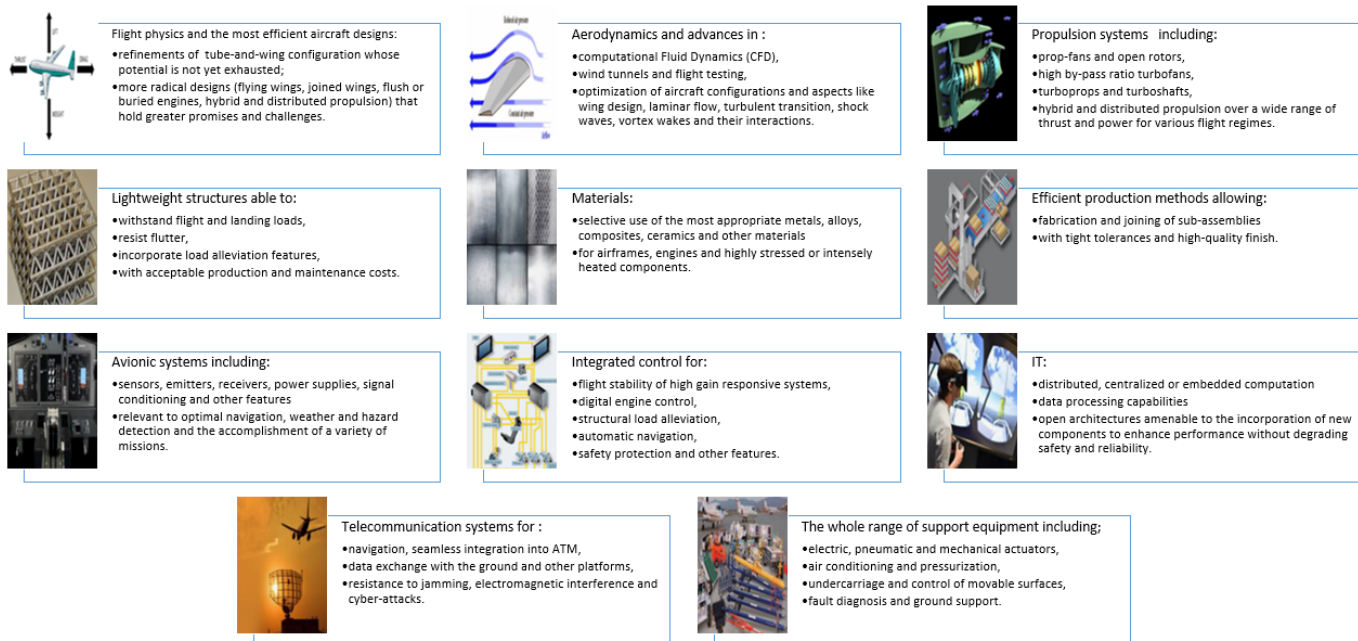 LIFT
THRUST
DRAG
WEIGHT
Flight physics and the most efficient aircraft designs:
•refinements of tube-and-wing configuration whose
potential is not yet exhausted;
•more radical designs (flying wings, joined wings, flush or
buried engines, hybrid and distributed propulsion) that
hold greater promises and challenges.
Reduced air pressure
Constant air pressure
Airflow
Aerodynamics and advances in :
•computational Fluid Dynamics (CFD),
•wind tunnels and flight testing,
•optimization of aircraft configurations and aspects like
wing design, laminar flow, turbulent transition, shock
waves, vortex wakes and their interactions.
Propulsion systems including:
•prop-fans and open rotors,
•high by-pass ratio turbofans,
•turboprops and turboshafts,
•hybrid and distributed propulsion over a wide range of
thrust and power for various flight regimes.
Lightweight structures able to:
•withstand flight and landing loads,
•resist flutter,
•incorporate load alleviation features,
•with acceptable production and maintenance costs.
Materials:
•selective use of the most appropriate metals, alloys,
composites, ceramics and other materials
•for airframes, engines and highly stressed or intensely
heated components.
Efficient production methods allowing:
•fabrication and joining of sub-assemblies
•with tight tolerances and high-quality finish.
Avionic systems including:
•sensors, emitters, receivers, power supplies, signal
conditioning and other features
•relevant to optimal navigation, weather and hazard
detection and the accomplishment of a variety of
missions.
Integrated control for:
•flight stability of high gain responsive systems,
•digital engine control,
•structural load alleviation,
•automatic navigation,
•safety protection and other features.
IT:
•distributed, centralized or embedded computation
•data processing capabilities
•open architectures amenable to the incorporation of new
components to enhance performance without degrading
safety and reliability.
Telecommunication systems for :
•navigation, seamless integration into ATM,
•data exchange with the ground and other platforms,
•resistance to jamming, electromagnetic interference and
cyber-attacks.
The whole range of support equipment including;
•electric, pneumatic and mechanical actuators,
•air conditioning and pressurization,
•undercarriage and control of movable surfaces,
•fault diagnosis and ground support.